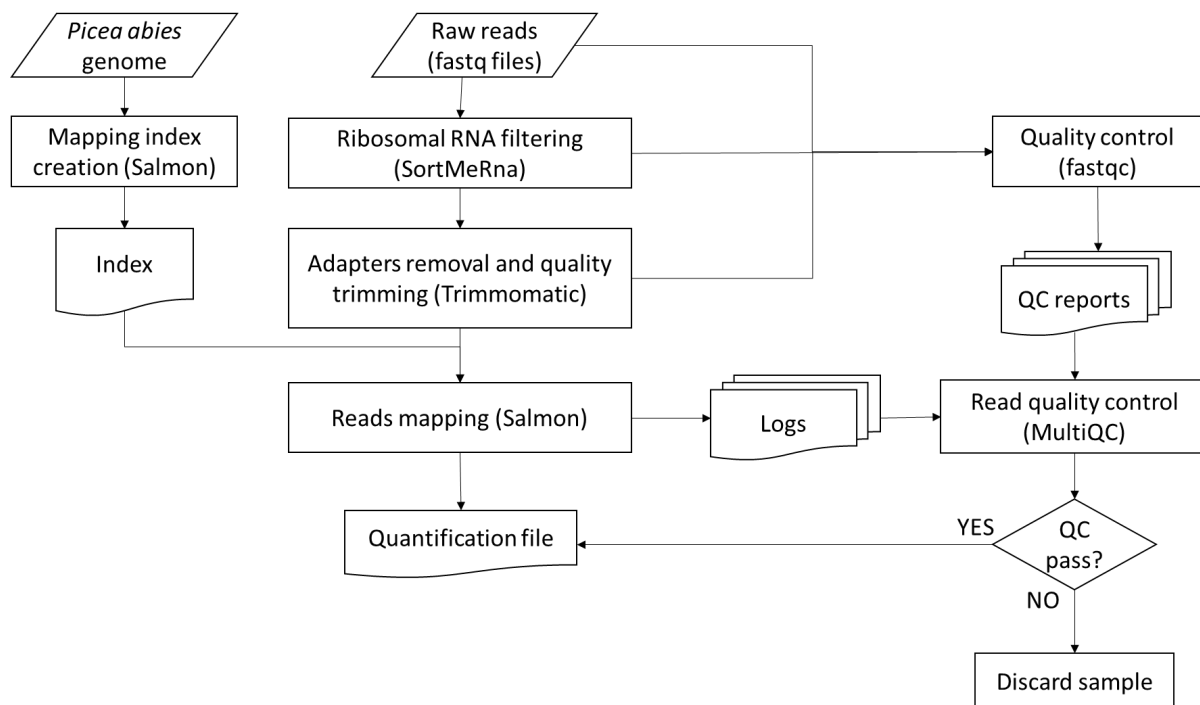 Picea abies
genome
Raw reads
(fastq files)
Mapping index
creation (Salmon)
Ribosomal RNA filtering
(SortMeRna)
Quality control
(fastqc)
Index
Adapters removal and quality
trimming (Trimmomatic)
QC reports
Reads mapping (Salmon)
Logs
Read quality control
(MultiQC)
Quantification file
YES
QC
pass?
NO
Discard sample